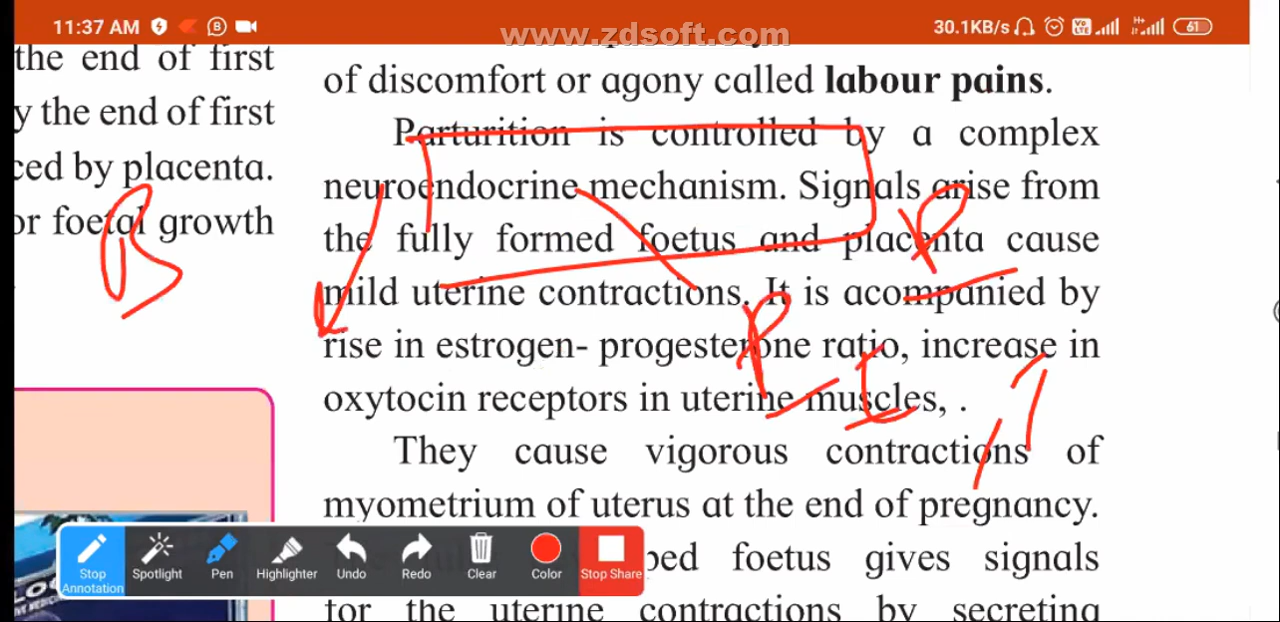 11:37 AM
www.zdsoft.com
30.1KB/s
61
the end of first
y the end of first
ced by placenta.
or foetal growth
B
of discomfort or agony called labour pains.
Parturition is controlled by a complex
neuroendocrine mechanism. Signals arise from
the fully formed foetus and placenta cause
mild uterine contractions. It is acompanied by
rise in estrogen- progesterone ratio, increase in
oxytocin receptors in uterine muscles, .
They cause vigorous contractions of
myometrium of uterus at the end of pregnancy.
ped foetus gives signals
for the uterine contractions by secreting
P
P
Stop Annotation
Spotlight
Pen
Highlighter
Undo
Redo
Clear
Color
Stop Share